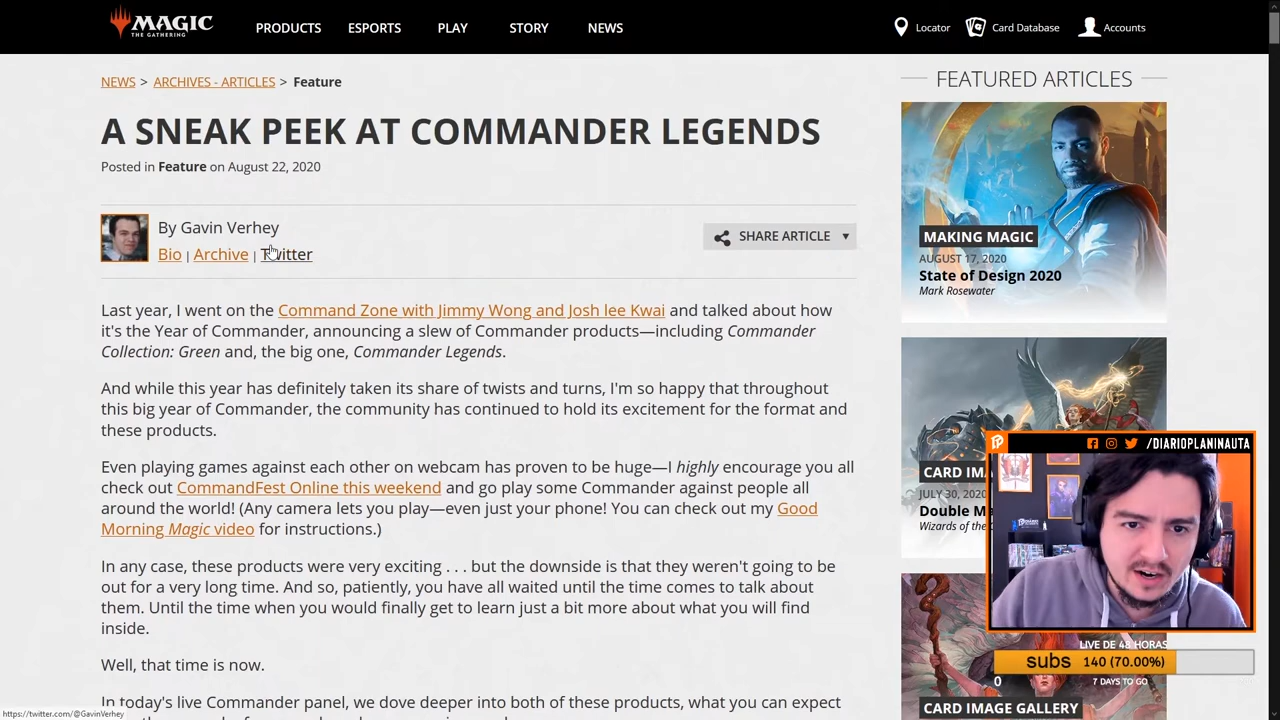 MAGIC
THE GATHERING
PRODUCTS
ESPORTS
PLAY
STORY
NEWS
Locator
Card Database
Accounts
NEWS > ARCHIVES - ARTICLES > Feature
A SNEAK PEEK AT COMMANDER LEGENDS
Posted in Feature on August 22, 2020
By Gavin Verhey
Bio | Archive | Twitter
SHARE ARTICLE ▼
Last year, I went on the Command Zone with Jimmy Wong and Josh lee Kwai and talked about how
it's the Year of Commander, announcing a slew of Commander products—including Commander
Collection: Green and, the big one, Commander Legends.
And while this year has definitely taken its share of twists and turns, I'm so happy that throughout
this big year of Commander, the community has continued to hold its excitement for the format and
these products.
Even playing games against each other on webcam has proven to be huge—I highly encourage you all
check out CommandFest Online this weekend and go play some Commander against people all
around the world! (Any camera lets you play—even just your phone! You can check out my Good
Morning Magic video for instructions.)
In any case, these products were very exciting . . . but the downside is that they weren't going to be
out for a very long time. And so, patiently, you have all waited until the time comes to talk about
them. Until the time when you would finally get to learn just a bit more about what you will find
inside.
Well, that time is now.
In today's live Commander panel, we dove deeper into both of these products, what you can expect
FEATURED ARTICLES
MAKING MAGIC
AUGUST 17, 2020
State of Design 2020
Mark Rosewater
CARD IMA
JULY 30, 2020
Double M
Wizards of the
CARD IMAGE GALLERY
/DIARIOPLANINAUTA
LIVE DE 48 HORAS
subs 140 (70.00%)
0
7 DAYS TO GO
https://twitter.com/@GavinVerhey